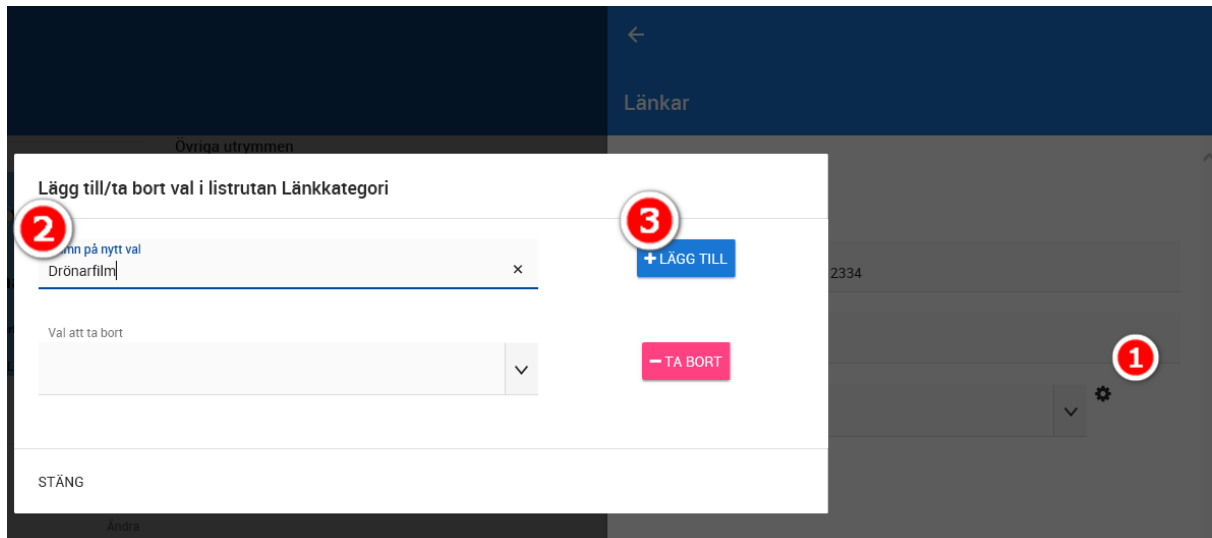 Länkar
Övriga utrymmen
Lägg till/ta bort val i listrutan Länkkategori
2
3
mn på nytt val
Drönarfilm
+ LÄGG TILL
2334
Val att ta bort
1
− TA BORT
STÄNG
Ändra